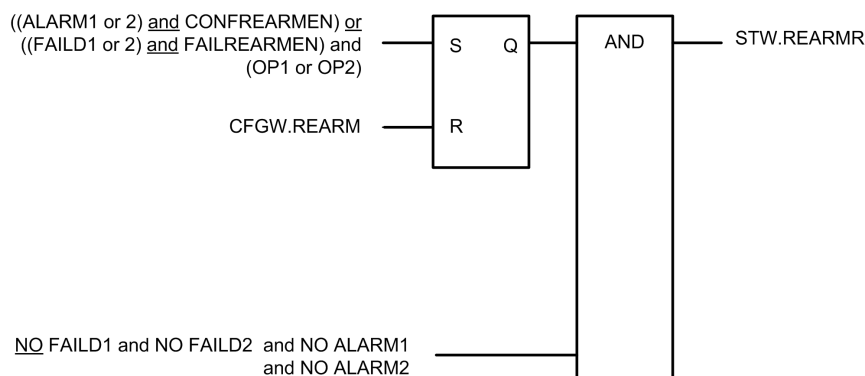 ((ALARM1 or 2) and CONFREARMEN) or
((FAILD1 or 2) and FAILREARMEN) and
(OP1 or OP2)
S Q
AND
STW.REARMR
CFGW.REARM
R
NO FAILD1 and NO FAILD2 and NO ALARM1
and NO ALARM2